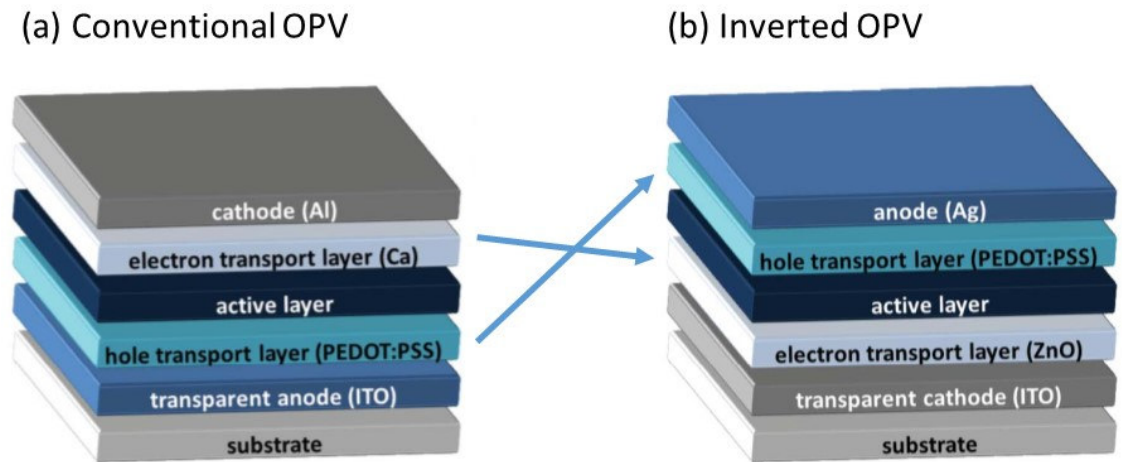 (a) Conventional OPV
cathode (Al)
electron transport layer (Ca)
active layer
hole transport layer (PEDOT:PSS)
transparent anode (ITO)
substrate
(b) Inverted OPV
anode (Ag)
hole transport layer (PEDOT:PSS)
active layer
electron transport layer (ZnO)
transparent cathode (ITO)
substrate